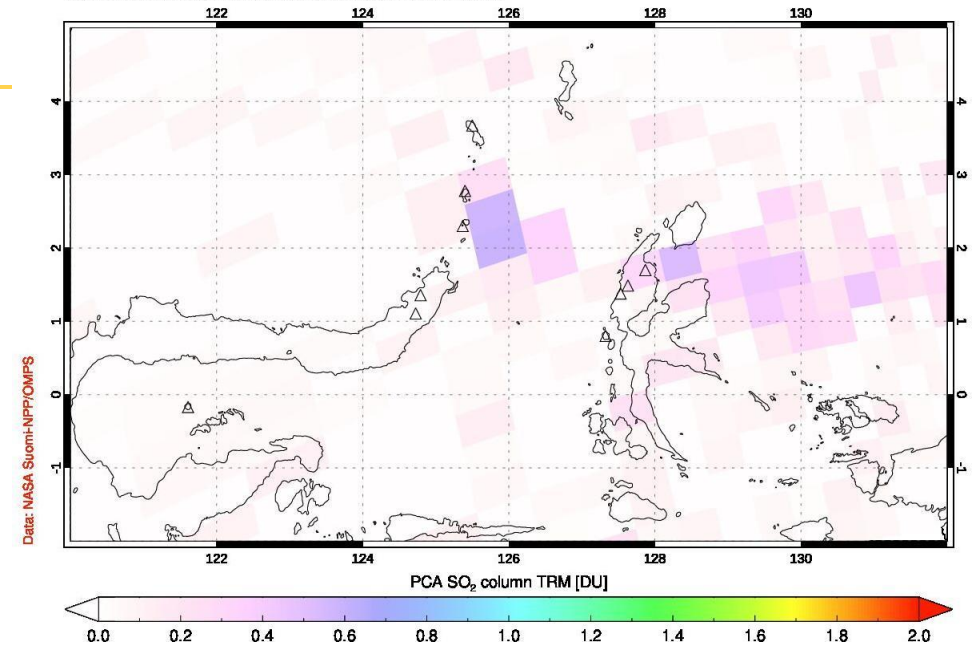 122 124 126 128 130
4 4
3 3
2 2
1 1
0 0
-1 -1
122 124 126 128 130
Data: NASA Suomi-NPP/OMPS
PCA SO₂ column TRM [DU]
0.0 0.2 0.4 0.6 0.8 1.0 1.2 1.4 1.6 1.8 2.0